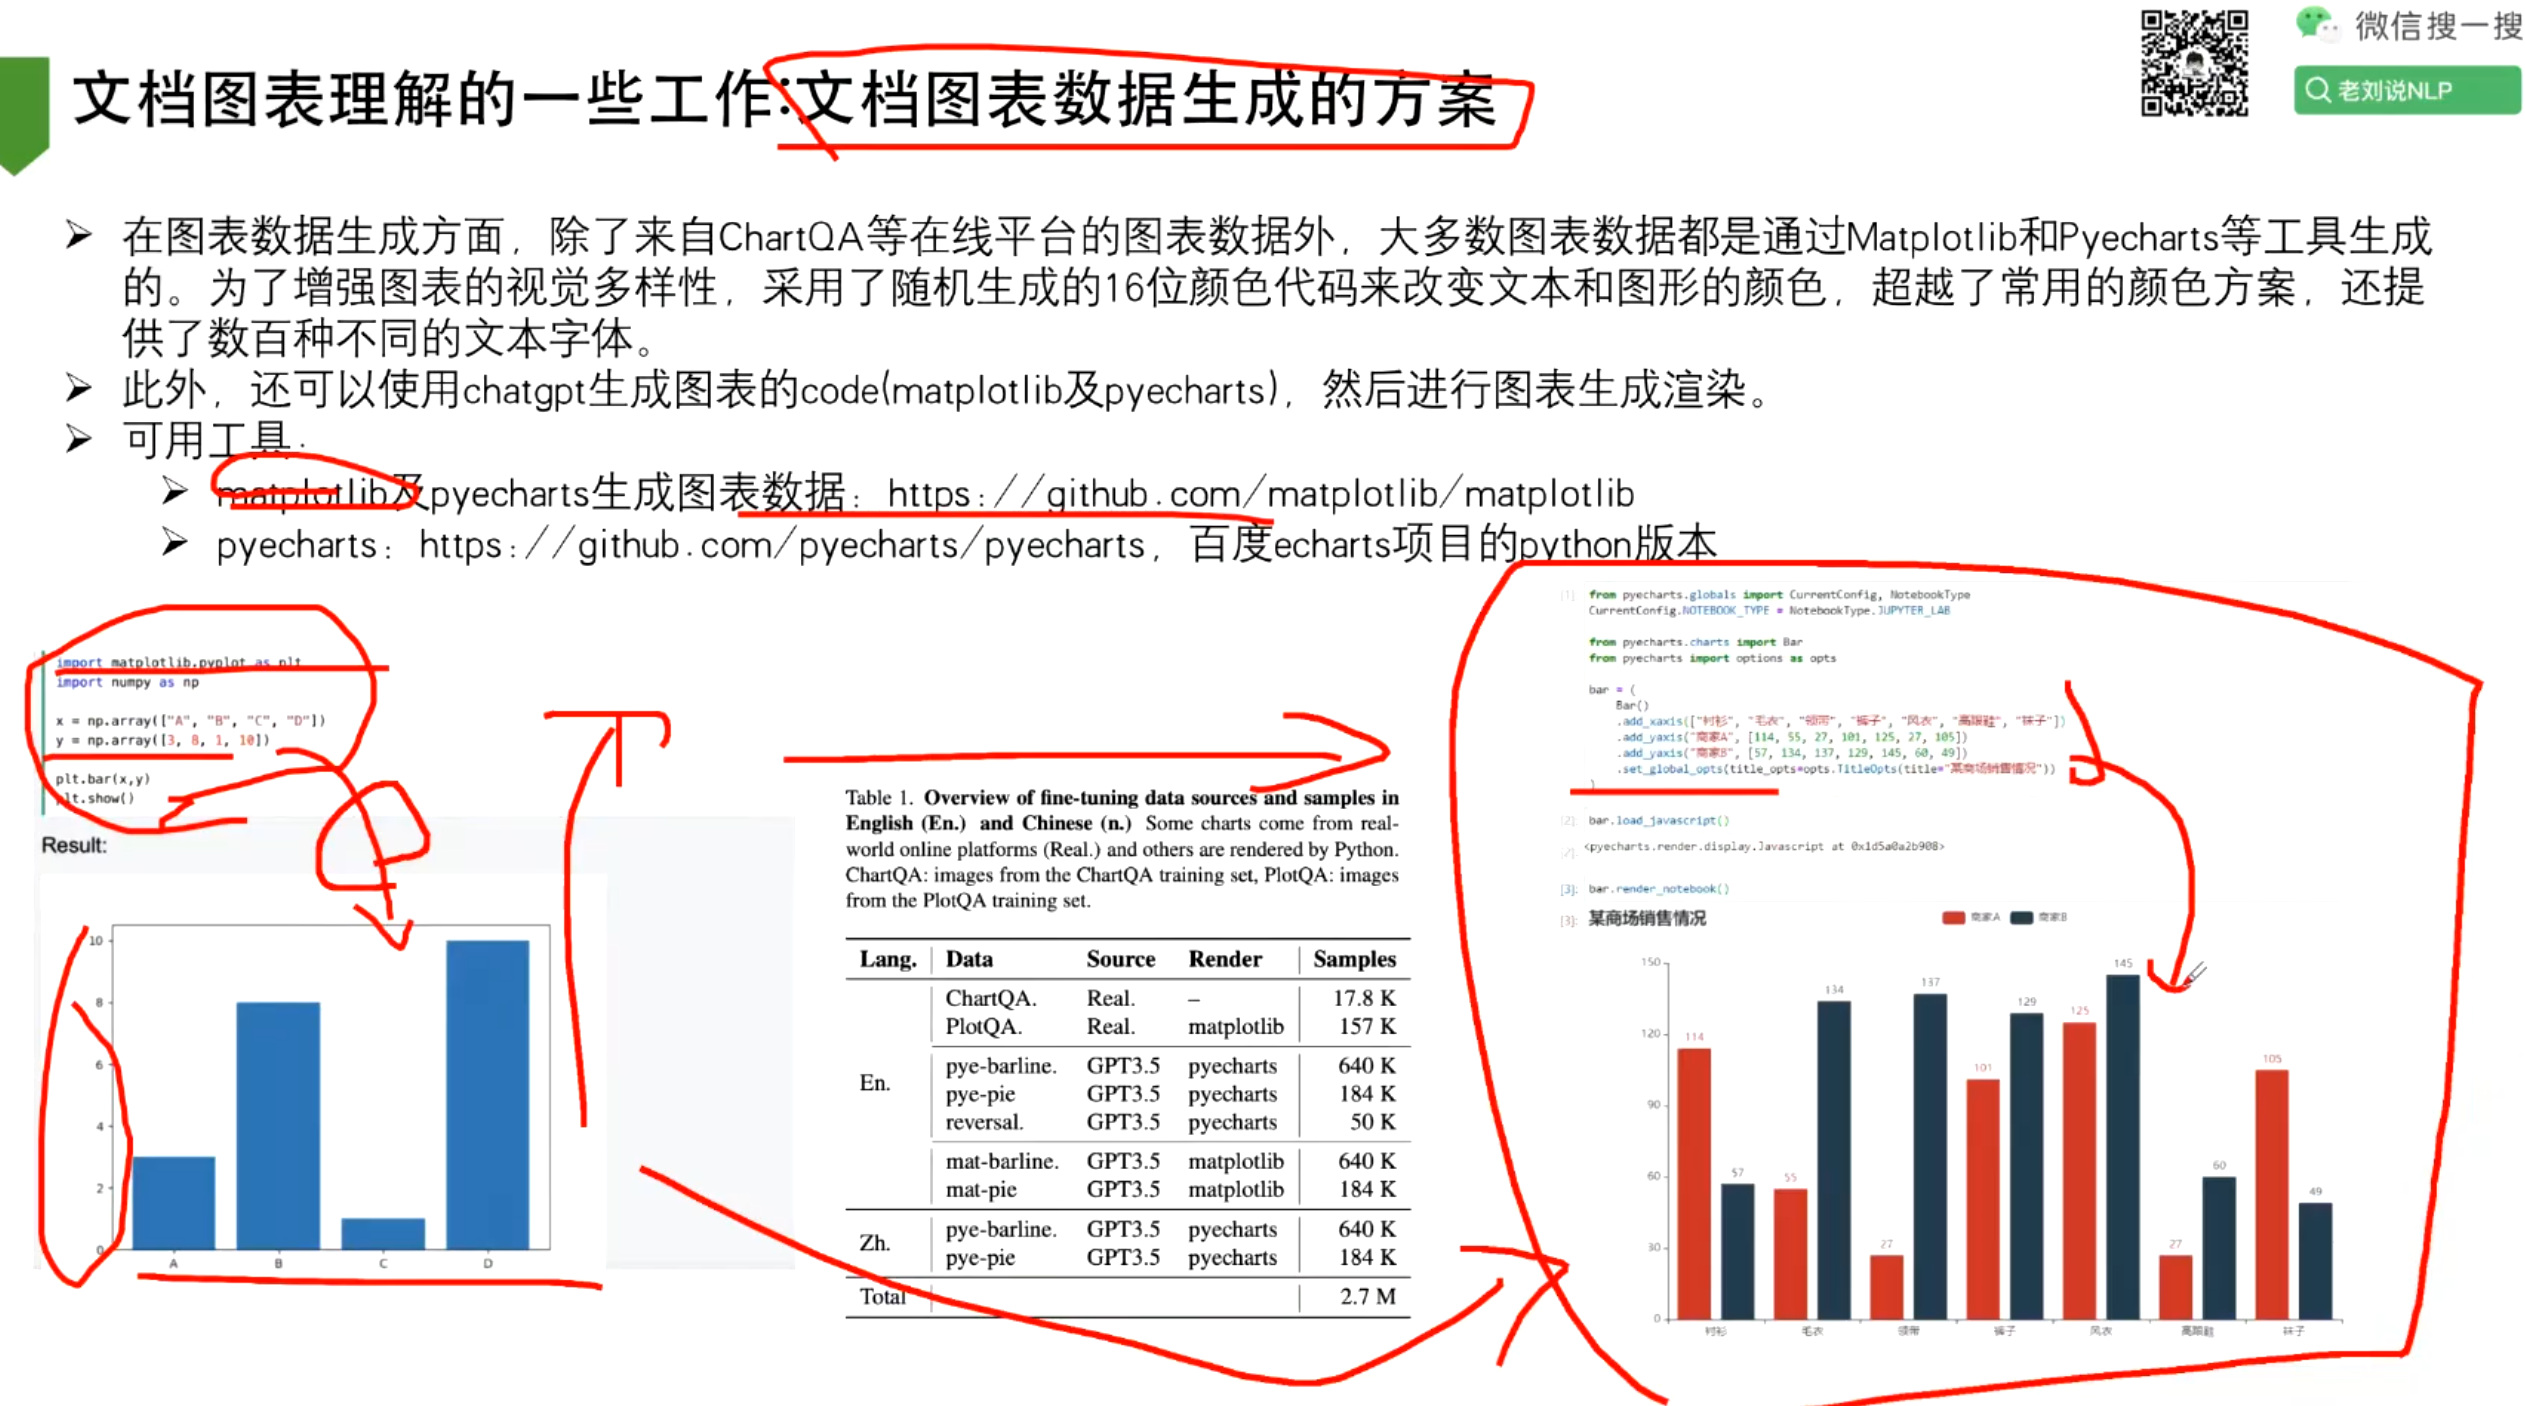 微信搜一搜
老刘说NLP
文档图表理解的一些工作:文档图表数据生成的方案
➢ 在图表数据生成方面，除了来自ChartQA等在线平台的图表数据外，大多数图表数据都是通过Matplotlib和Pyecharts等工具生成
的。为了增强图表的视觉多样性，采用了随机生成的16位颜色代码来改变文本和图形的颜色，超越了常用的颜色方案，还提
供了数百种不同的文本字体。
➢ 此外，还可以使用chatgpt生成图表的code(matplotlib及pyecharts)，然后进行图表生成渲染。
➢ 可用工具：
➢ matplotlib及pyecharts生成图表数据：https://github.com/matplotlib/matplotlib
➢ pyecharts：https://github.com/pyecharts/pyecharts，百度echarts项目的python版本
import matplotlib.pyplot as plt
import numpy as np
x = np.array(["A", "B", "C", "D"])
y = np.array([3, 8, 1, 10])
plt.bar(x,y)
plt.show()
Result:
10
8
6
4
2
0
A B C D
Table 1. Overview of fine-tuning data sources and samples in
English (En.) and Chinese (n.) Some charts come from real-
world online platforms (Real.) and others are rendered by Python.
ChartQA: images from the ChartQA training set, PlotQA: images
from the PlotQA training set.
Lang. Data Source Render Samples
ChartQA. Real. – 17.8 K
PlotQA. Real. matplotlib 157 K
En.
pye-barline. GPT3.5 pyecharts 640 K
pye-pie GPT3.5 pyecharts 184 K
reversal. GPT3.5 pyecharts 50 K
mat-barline. GPT3.5 matplotlib 640 K
mat-pie GPT3.5 matplotlib 184 K
Zh.
pye-barline. GPT3.5 pyecharts 640 K
pye-pie GPT3.5 pyecharts 184 K
Total 2.7 M
[1] from pyecharts.globals import CurrentConfig, NotebookType
CurrentConfig.NOTEBOOK_TYPE = NotebookType.JUPYTER_LAB
from pyecharts.charts import Bar
from pyecharts import options as opts
bar = (
Bar()
.add_xaxis(["衬衫", "毛衣", "领带", "裤子", "风衣", "高跟鞋", "袜子"])
.add_yaxis("商家A", [114, 55, 27, 101, 125, 27, 105])
.add_yaxis("商家B", [57, 134, 137, 129, 145, 60, 49])
.set_global_opts(title_opts=opts.TitleOpts(title="某商场销售情况"))
)
[2]: bar.load_javascript()
[2]: <pyecharts.render.display.Javascript at 0x1d5a0a2b908>
[3]: bar.render_notebook()
[3]: 某商场销售情况 商家A 商家B
150
120
90
60
30
0
114 57 55 134 27 137 101 129 125 145 27 60 105 49
衬衫 毛衣 领带 裤子 风衣 高跟鞋 袜子